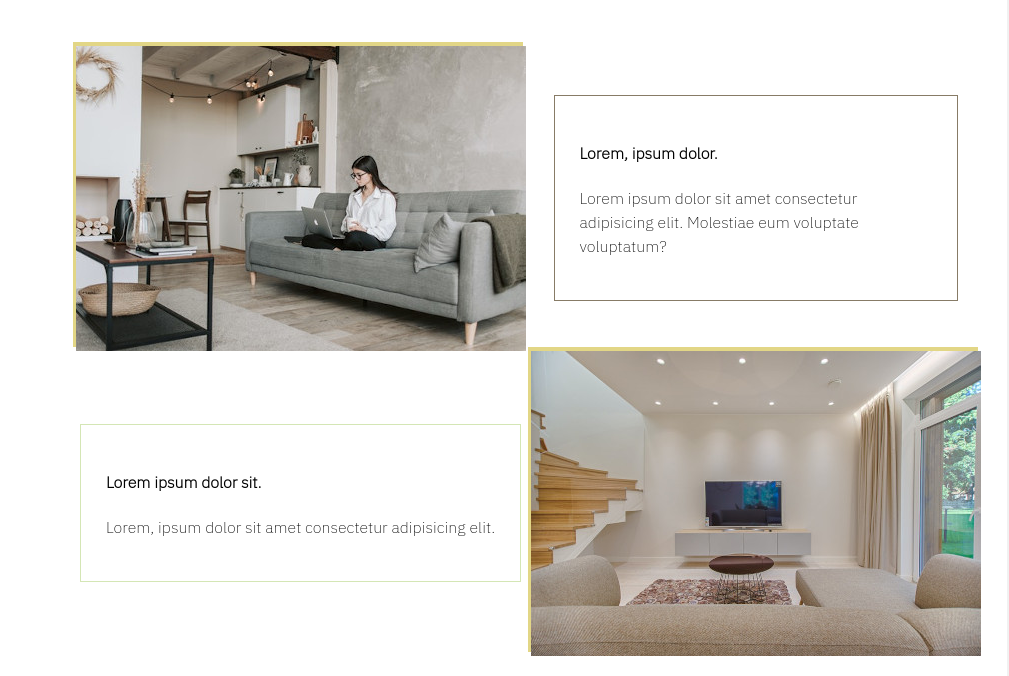 Lorem, ipsum dolor.
Lorem ipsum dolor sit amet consectetur
adipisicing elit. Molestiae eum voluptate
voluptatum?
Lorem ipsum dolor sit.
Lorem, ipsum dolor sit amet consectetur adipisicing elit.